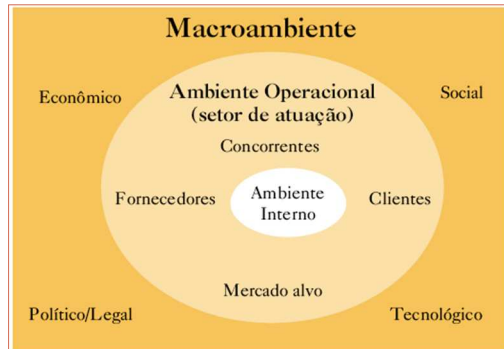 Macroambiente
Econômico
Social
Ambiente Operacional
(setor de atuação)
Concorrentes
Fornecedores
Ambiente
Interno
Clientes
Mercado alvo
Político/Legal
Tecnológico